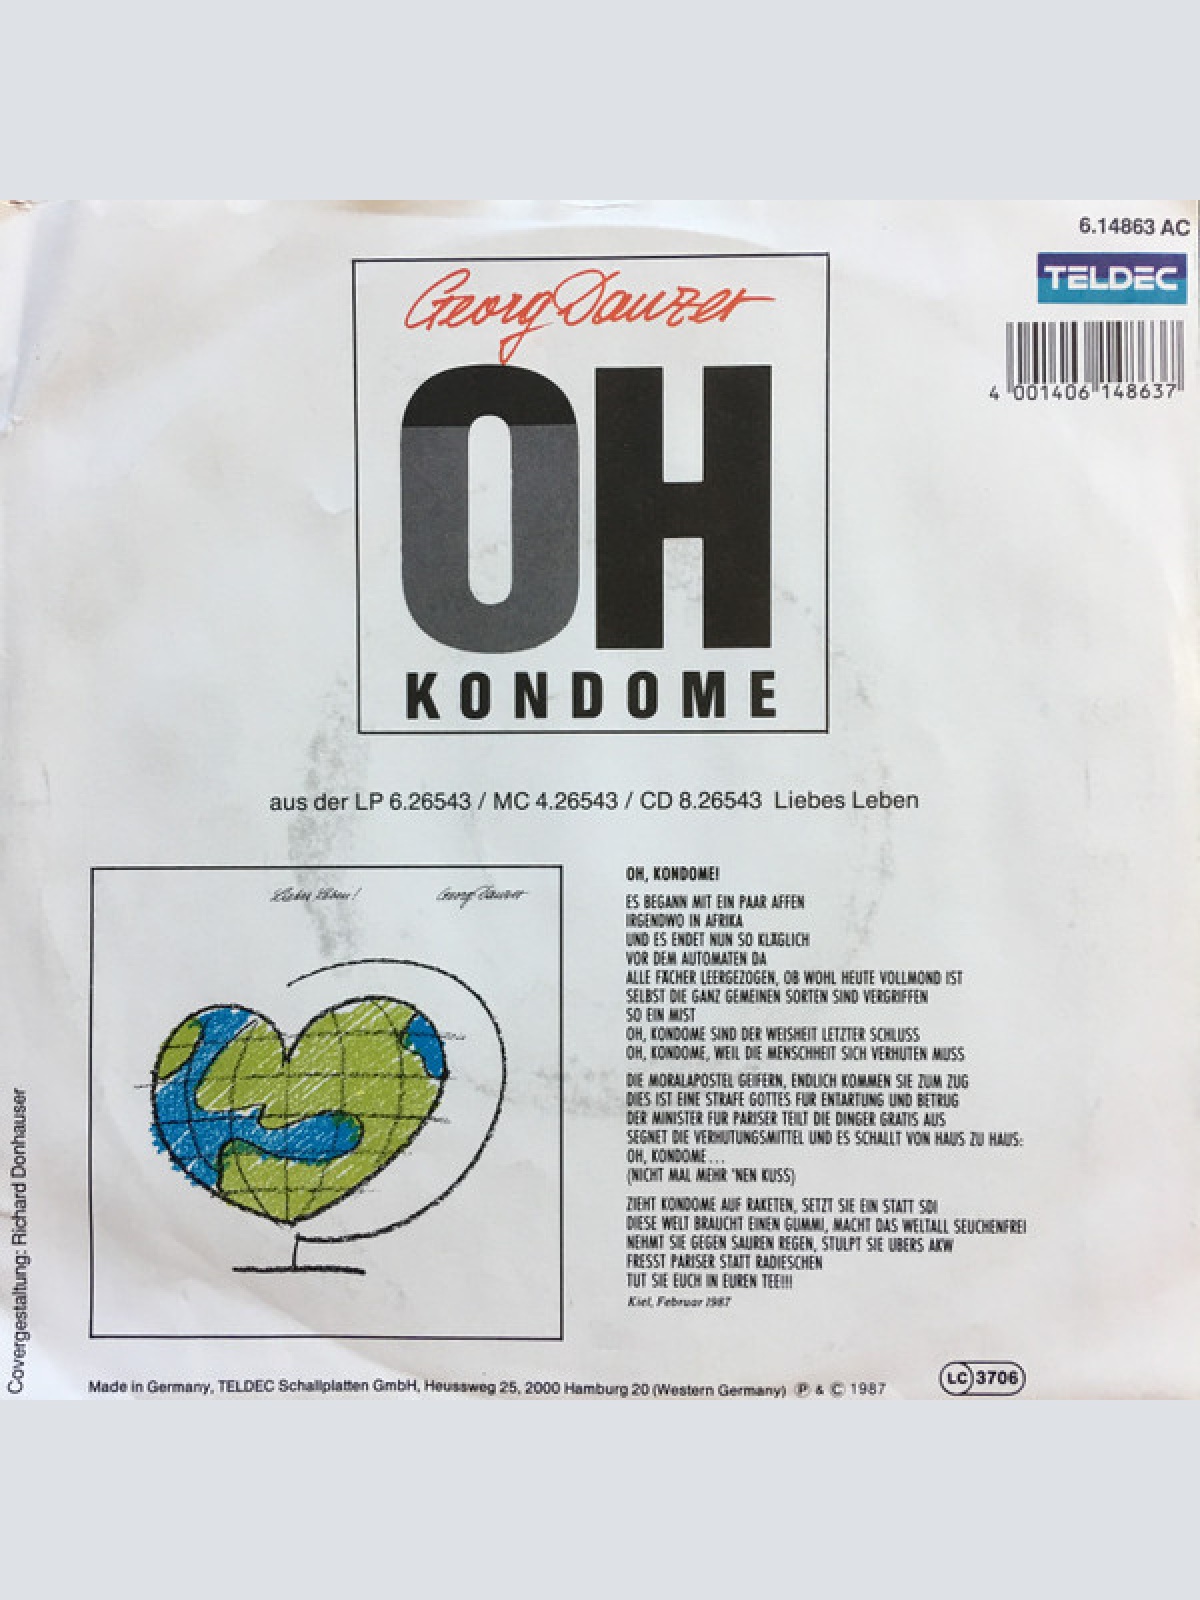 6.14863 AC
TELDEC
4 001406 148637
Georg Danzer
OH
KONDOME
aus der LP 6.26543 / MC 4.26543 / CD 8.26543 Liebes Leben
Liebes Leben! Georg Danzer
OH, KONDOME!
ES BEGANN MIT EIN PAAR AFFEN
IRGENDWO IN AFRIKA
UND ES ENDET NUN SO KLÄGLICH
VOR DEM AUTOMATEN DA
ALLE FÄCHER LEERGEZOGEN, OB WOHL HEUTE VOLLMOND IST
SELBST DIE GANZ GEMEINEN SORTEN SIND VERGRIFFEN
SO EIN MIST
OH, KONDOME SIND DER WEISHEIT LETZTER SCHLUSS
OH, KONDOME, WEIL DIE MENSCHHEIT SICH VERHUTEN MUSS
DIE MORALAPOSTEL GEIFERN, ENDLICH KOMMEN SIE ZUM ZUG
DIES IST EINE STRAFE GOTTES FUR ENTARTUNG UND BETRUG
DER MINISTER FUR PARISER TEILT DIE DINGER GRATIS AUS
SEGNET DIE VERHUTUNGSMITTEL UND ES SCHALLT VON HAUS ZU HAUS:
OH, KONDOME...
(NICHT MAL MEHR 'NEN KUSS)
ZIEHT KONDOME AUF RAKETEN, SETZT SIE EIN STATT SDI
DIESE WELT BRAUCHT EINEN GUMMI, MACHT DAS WELTALL SEUCHENFREI
NEHMT SIE GEGEN SAUREN REGEN, STULPT SIE UBERS AKW
FRESST PARISER STATT RADIESCHEN
TUT SIE EUCH IN EUREN TEE!!!
Kiel, Februar 1987
Covergestaltung: Richard Donhauser
Made in Germany, TELDEC Schallplatten GmbH, Heussweg 25, 2000 Hamburg 20 (Western Germany) ℗ & © 1987
LC 3706